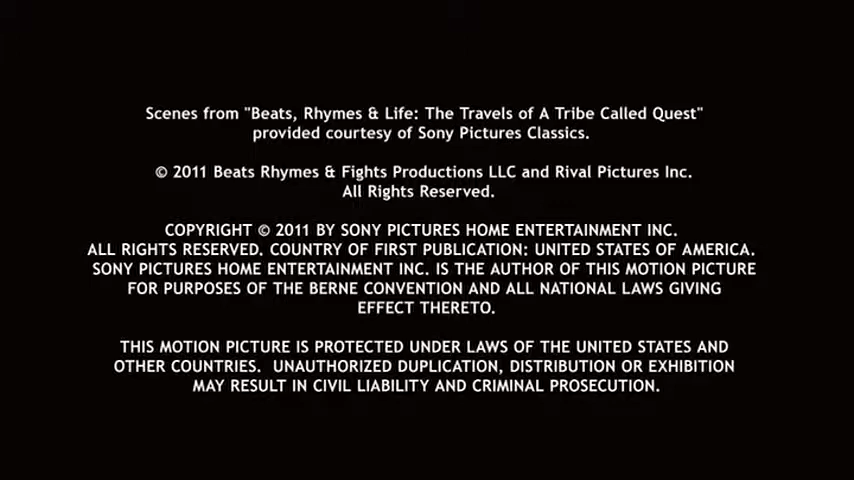 Scenes from "Beats, Rhymes & Life: The Travels of A Tribe Called Quest"
provided courtesy of Sony Pictures Classics.
© 2011 Beats Rhymes & Fights Productions LLC and Rival Pictures Inc.
All Rights Reserved.
COPYRIGHT © 2011 BY SONY PICTURES HOME ENTERTAINMENT INC.
ALL RIGHTS RESERVED. COUNTRY OF FIRST PUBLICATION: UNITED STATES OF AMERICA.
SONY PICTURES HOME ENTERTAINMENT INC. IS THE AUTHOR OF THIS MOTION PICTURE
FOR PURPOSES OF THE BERNE CONVENTION AND ALL NATIONAL LAWS GIVING
EFFECT THERETO.
THIS MOTION PICTURE IS PROTECTED UNDER LAWS OF THE UNITED STATES AND
OTHER COUNTRIES. UNAUTHORIZED DUPLICATION, DISTRIBUTION OR EXHIBITION
MAY RESULT IN CIVIL LIABILITY AND CRIMINAL PROSECUTION.